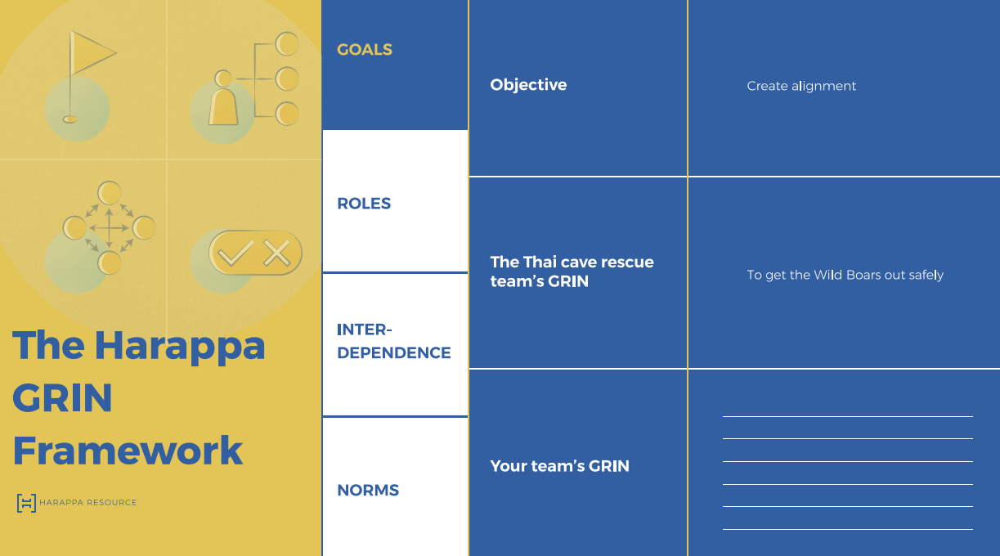 The Harappa
GRIN
Framework
HARAPPA RESOURCE
GOALS
ROLES
INTER-
DEPENDENCE
NORMS
Objective
Create alignment
The Thai cave rescue
team's GRIN
To get the Wild Boars out safely
Your team's GRIN